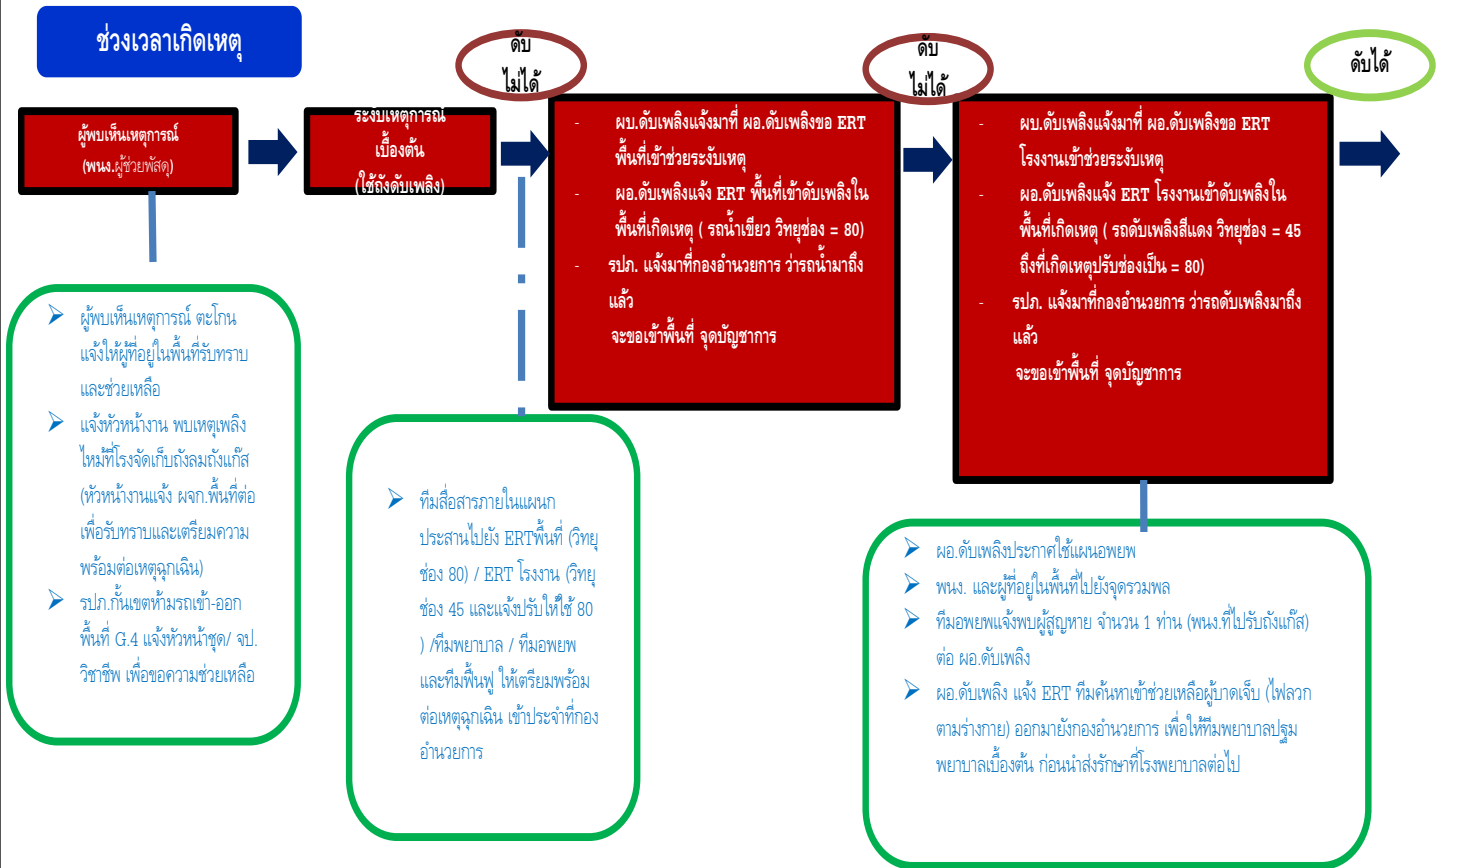 ช่วงเวลาเกิดเหตุ
ดับ
ไม่ได้
ดับ
ไม่ได้
ดับได้
ผู้พบเห็นเหตุการณ์
(พนง.ผู้ช่วยพัสดุ)
ระงับเหตุการณ์
เบื้องต้น
(ใช้ถังดับเพลิง)
- ผบ.ดับเพลิงแจ้งมาที่ ผอ.ดับเพลิงขอ ERT
พื้นที่เข้าช่วยระงับเหตุ
- ผอ.ดับเพลิงแจ้ง ERT พื้นที่เข้าดับเพลิงใน
พื้นที่เกิดเหตุ ( รถน้ำเขียว วิทยุช่อง = 80)
- รปภ. แจ้งมาที่กองอำนวยการ ว่ารถน้ำมาถึง
แล้ว
จะขอเข้าพื้นที่ จุดบัญชาการ
- ผบ.ดับเพลิงแจ้งมาที่ ผอ.ดับเพลิงขอ ERT
โรงงานเข้าช่วยระงับเหตุ
- ผอ.ดับเพลิงแจ้ง ERT โรงงานเข้าดับเพลิงใน
พื้นที่เกิดเหตุ ( รถดับเพลิงสีแดง วิทยุช่อง = 45
ถึงที่เกิดเหตุปรับช่องเป็น = 80)
- รปภ. แจ้งมาที่กองอำนวยการ ว่ารถดับเพลิงมาถึง
แล้ว
จะขอเข้าพื้นที่ จุดบัญชาการ
➢ ผู้พบเห็นเหตุการณ์ ตะโกน
แจ้งให้ผู้ที่อยู่ในพื้นที่รับทราบ
และช่วยเหลือ
➢ แจ้งหัวหน้างาน พบเหตุเพลิง
ไหม้ที่โรงจัดเก็บถังลมถังแก๊ส
(หัวหน้างานแจ้ง ผจก.พื้นที่ต่อ
เพื่อรับทราบและเตรียมความ
พร้อมต่อเหตุฉุกเฉิน)
➢ รปภ.กั้นเขตห้ามรถเข้า-ออก
พื้นที่ G.4 แจ้งหัวหน้าชุด/ จป.
วิชาชีพ เพื่อขอความช่วยเหลือ
➢ ทีมสื่อสารภายในแผนก
ประสานไปยัง ERTพื้นที่ (วิทยุ
ช่อง 80) / ERT โรงงาน (วิทยุ
ช่อง 45 และแจ้งปรับให้ใช้ 80
) /ทีมพยาบาล / ทีมอพยพ
และทีมฟื้นฟู ให้เตรียมพร้อม
ต่อเหตุฉุกเฉิน เข้าประจำที่กอง
อำนวยการ
➢ ผอ.ดับเพลิงประกาศใช้แผนอพยพ
➢ พนง. และผู้ที่อยู่ในพื้นที่ไปยังจุดรวมพล
➢ ทีมอพยพแจ้งพบผู้สูญหาย จำนวน 1 ท่าน (พนง.ที่ไปรับถังแก๊ส)
ต่อ ผอ.ดับเพลิง
➢ ผอ.ดับเพลิง แจ้ง ERT ทีมค้นหาเข้าช่วยเหลือผู้บาดเจ็บ (ไฟลวก
ตามร่างกาย) ออกมายังกองอำนวยการ เพื่อให้ทีมพยาบาลปฐม
พยาบาลเบื้องต้น ก่อนนำส่งรักษาที่โรงพยาบาลต่อไป